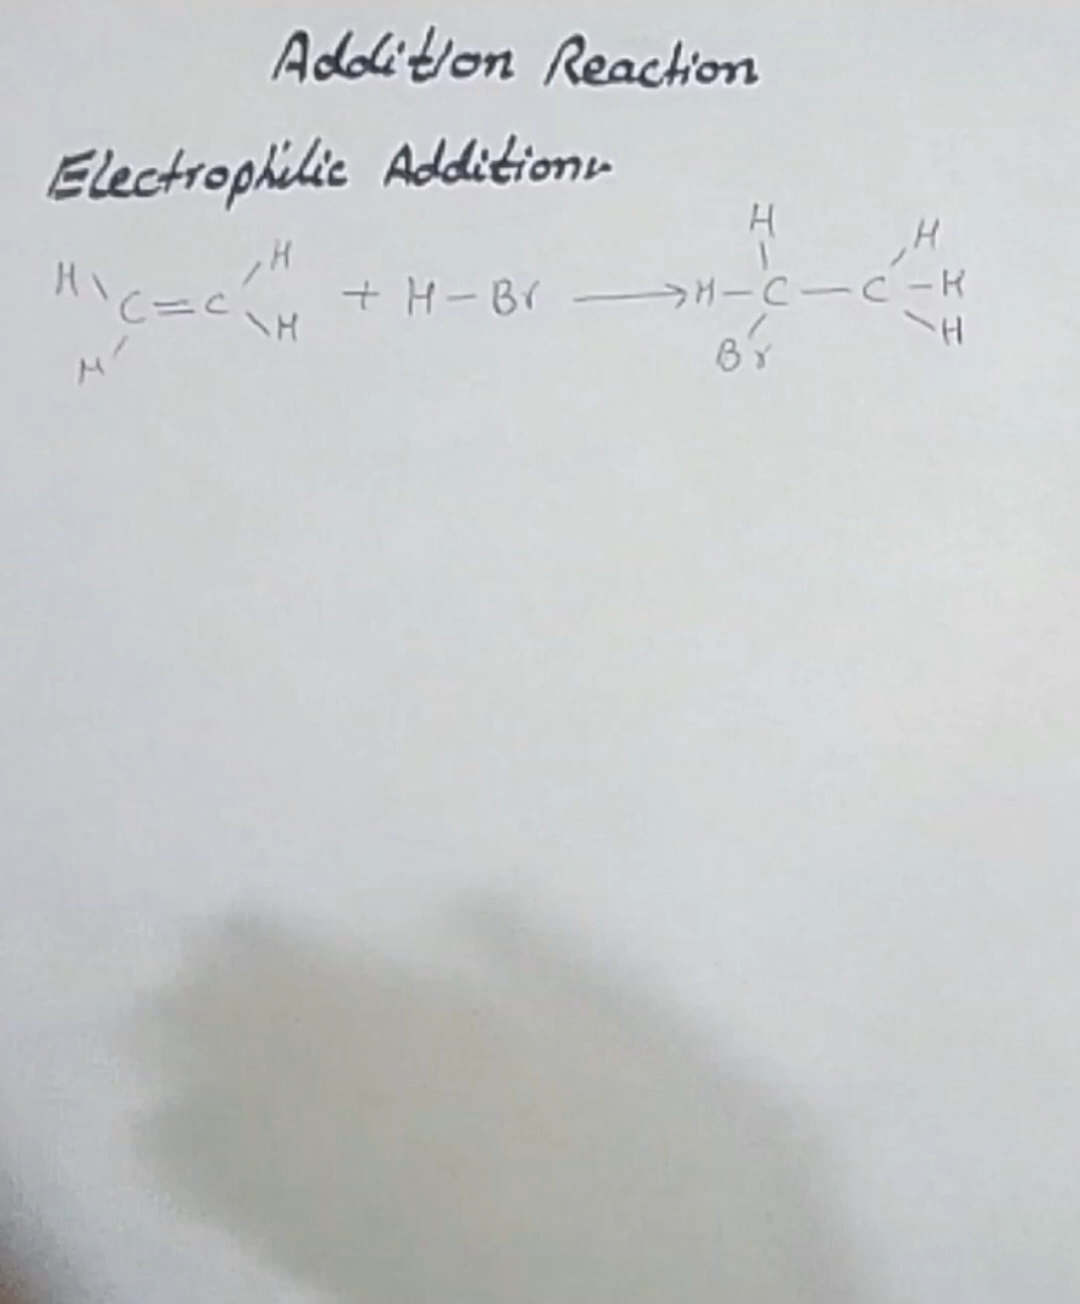 Addition Reaction
Electrophilic Addition
H H H H
H\C=C/H + H-Br ⟶ H-C-C-H
H Br H